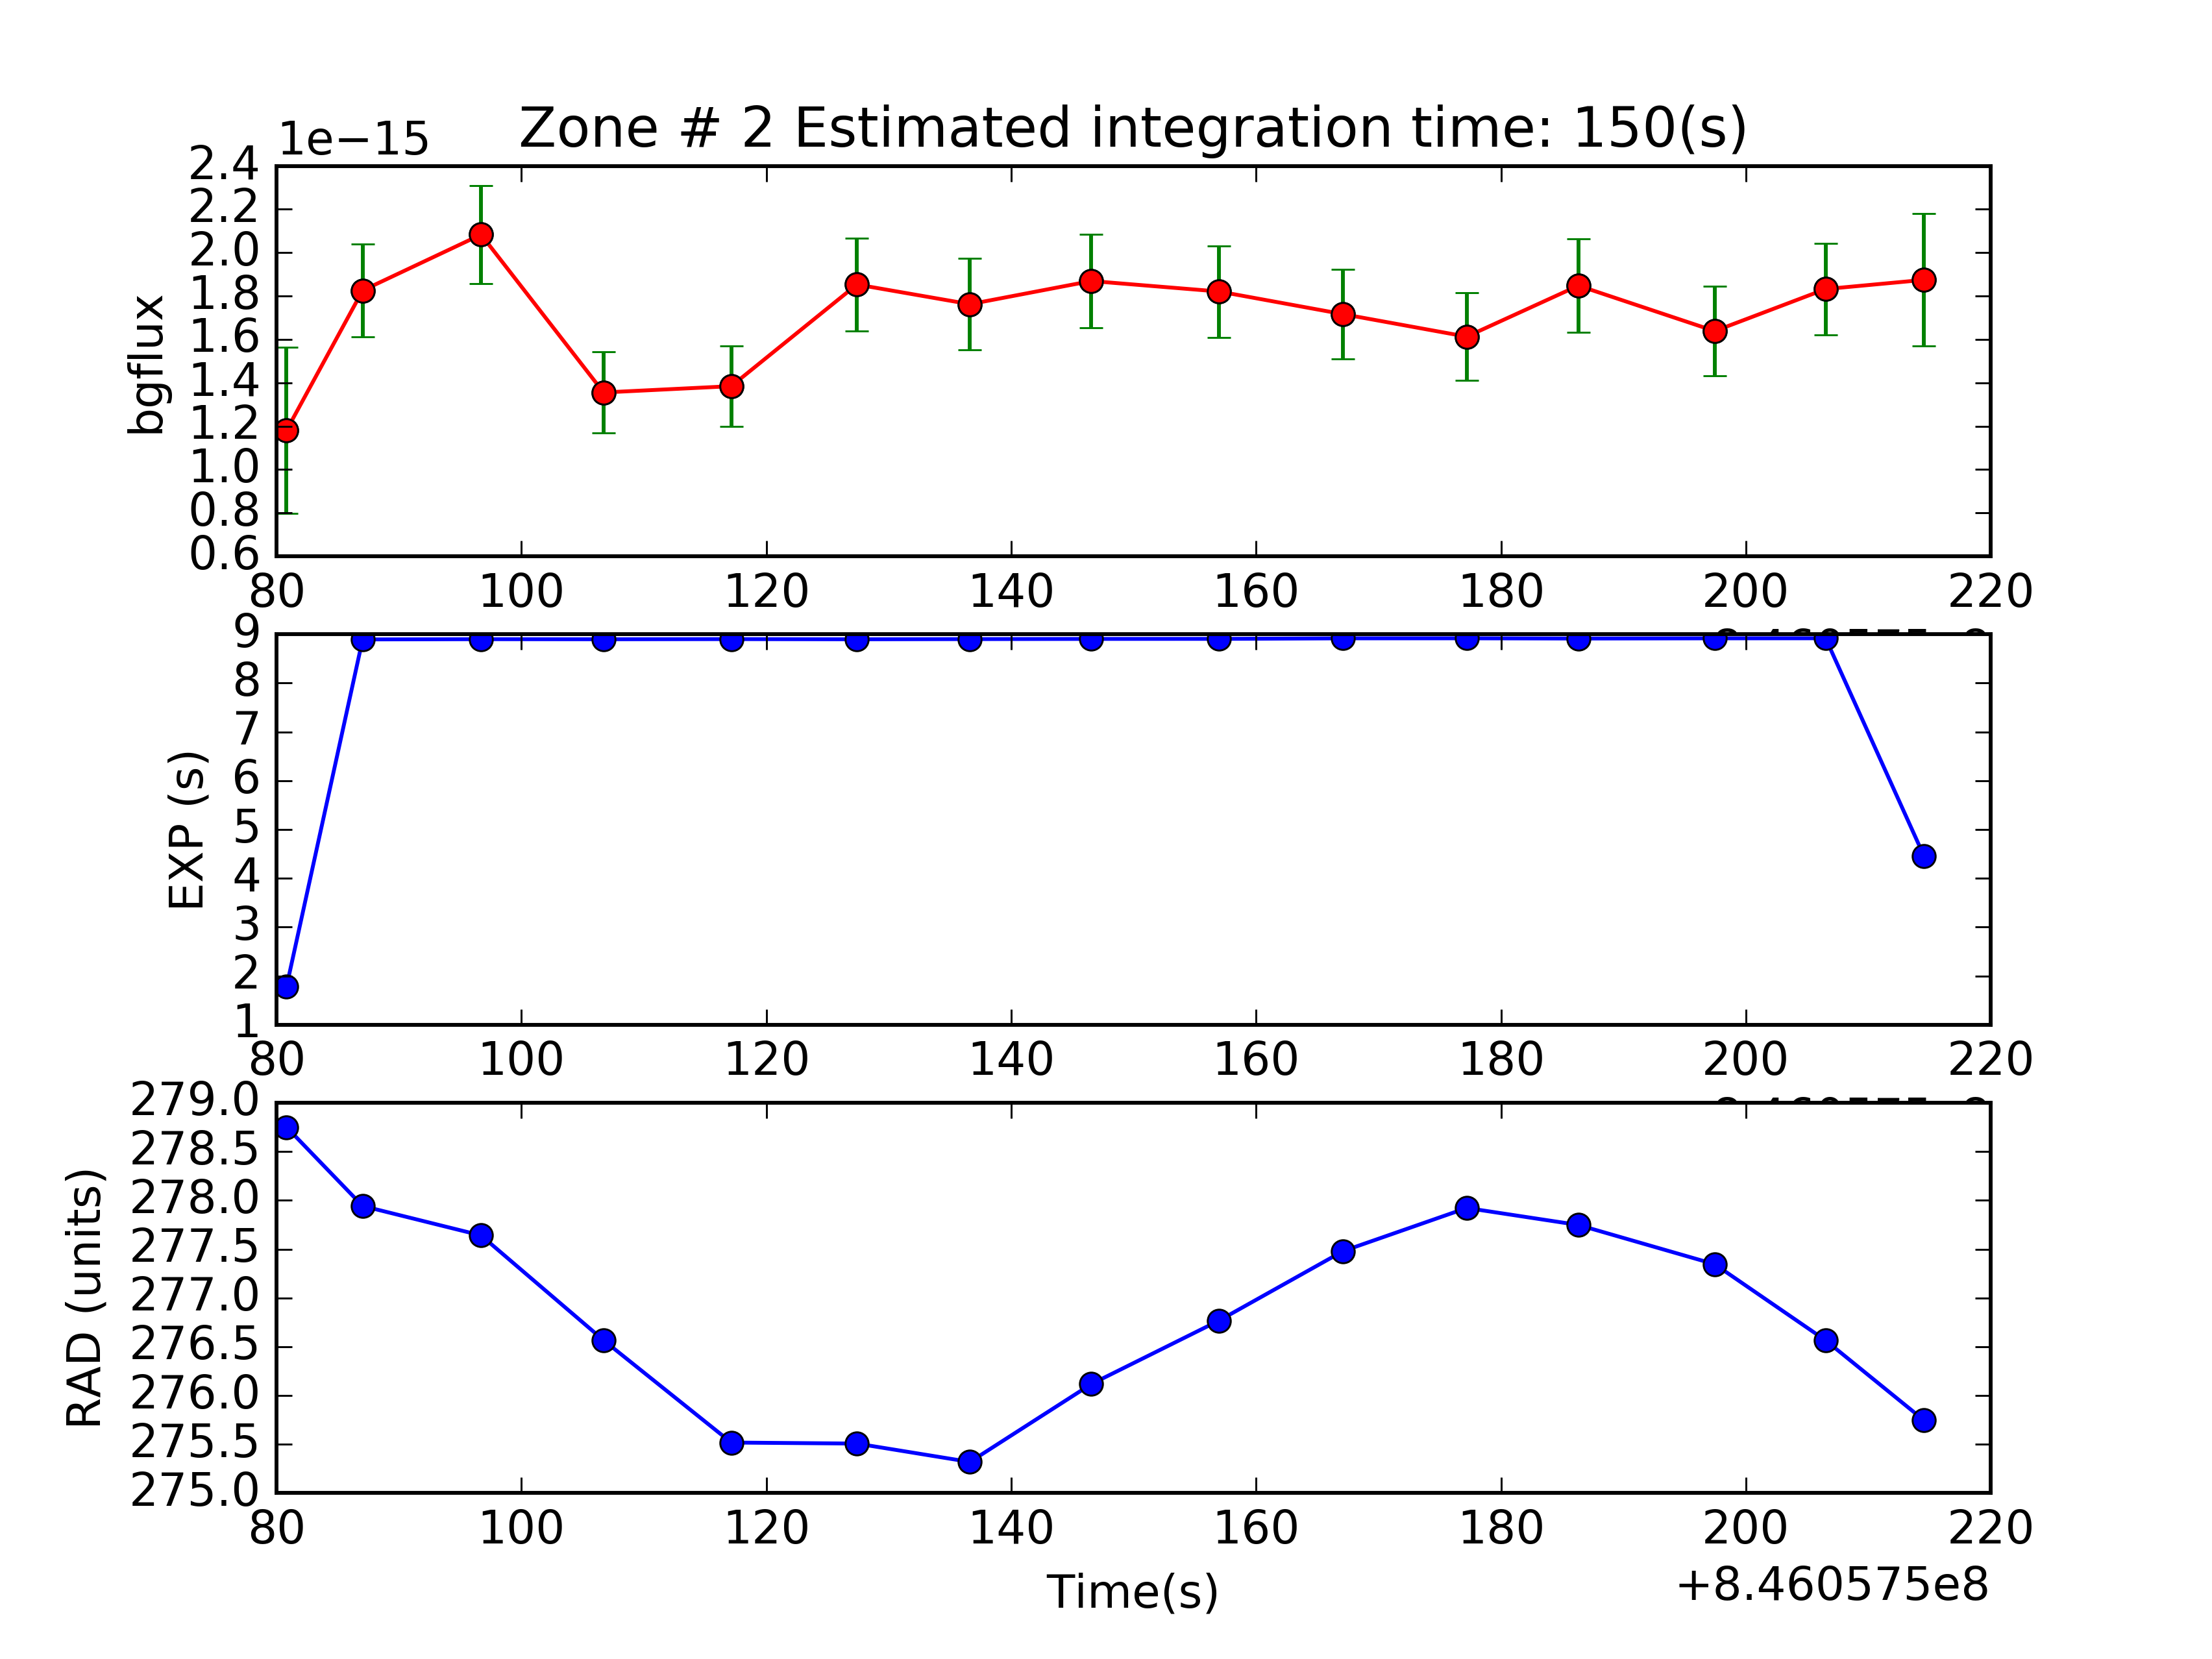 Zone # 2 Estimated integration time: 150(s)
1e−15
2.4
2.2
2.0
1.8
1.6
1.4
1.2
1.0
0.8
0.6
bgflux
80 100 120 140 160 180 200 220
9
8
7
6
5
4
3
2
1
EXP (s)
80 100 120 140 160 180 200 220
279.0
278.5
278.0
277.5
277.0
276.5
276.0
275.5
275.0
RAD (units)
80 100 120 140 160 180 200 220
Time(s)
+8.460575e8